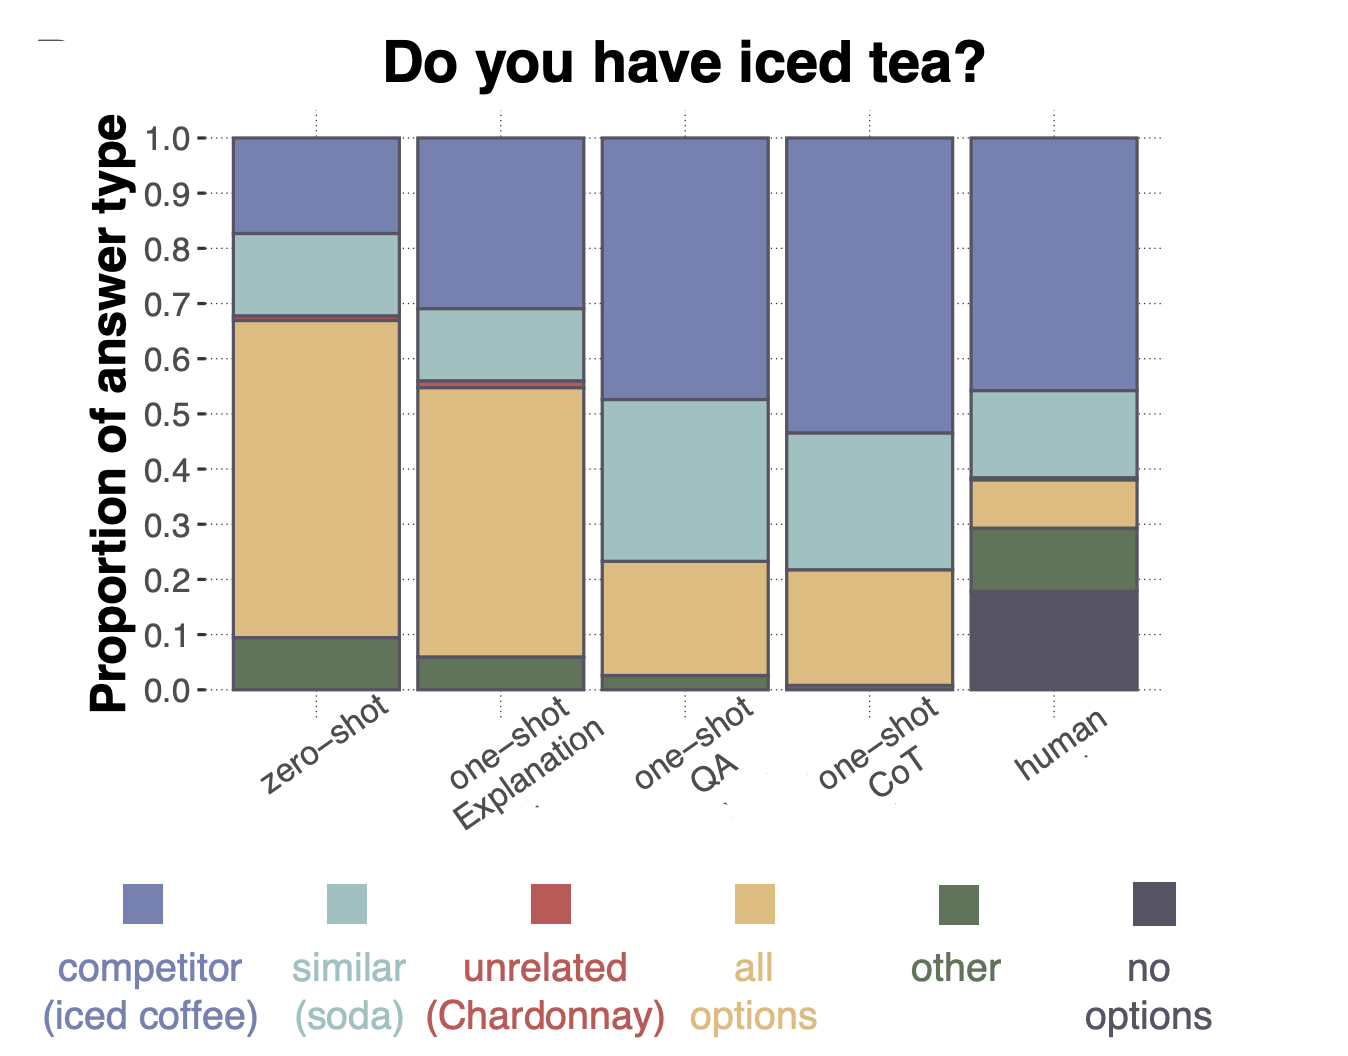 Do you have iced tea?
Proportion of answer type
1.0
0.9
0.8
0.7
0.6
0.5
0.4
0.3
0.2
0.1
0.0
zero–shot
one–shot
Explanation
one–shot
QA
one–shot
CoT
human
competitor
(iced coffee)
similar
(soda)
unrelated
(Chardonnay)
all
options
other
no
options